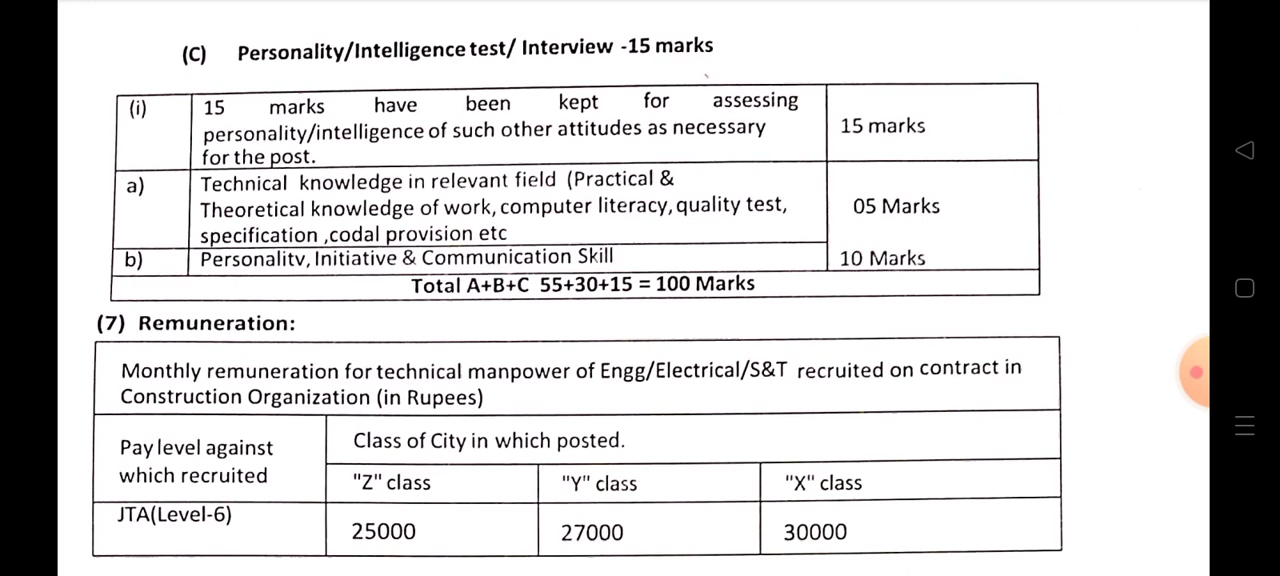 (C) Personality/Intelligence test/ Interview -15 marks
(i) 15 marks have been kept for assessing
personality/intelligence of such other attitudes as necessary
for the post.
15 marks
a) Technical knowledge in relevant field (Practical &
Theoretical knowledge of work, computer literacy, quality test,
specification ,codal provision etc
05 Marks
b) Personality, Initiative & Communication Skill
10 Marks
Total A+B+C 55+30+15 = 100 Marks
(7) Remuneration:
Monthly remuneration for technical manpower of Engg/Electrical/S&T recruited on contract in
Construction Organization (in Rupees)
Pay level against
which recruited
Class of City in which posted.
"Z" class "Y" class "X" class
JTA(Level-6)
25000 27000 30000